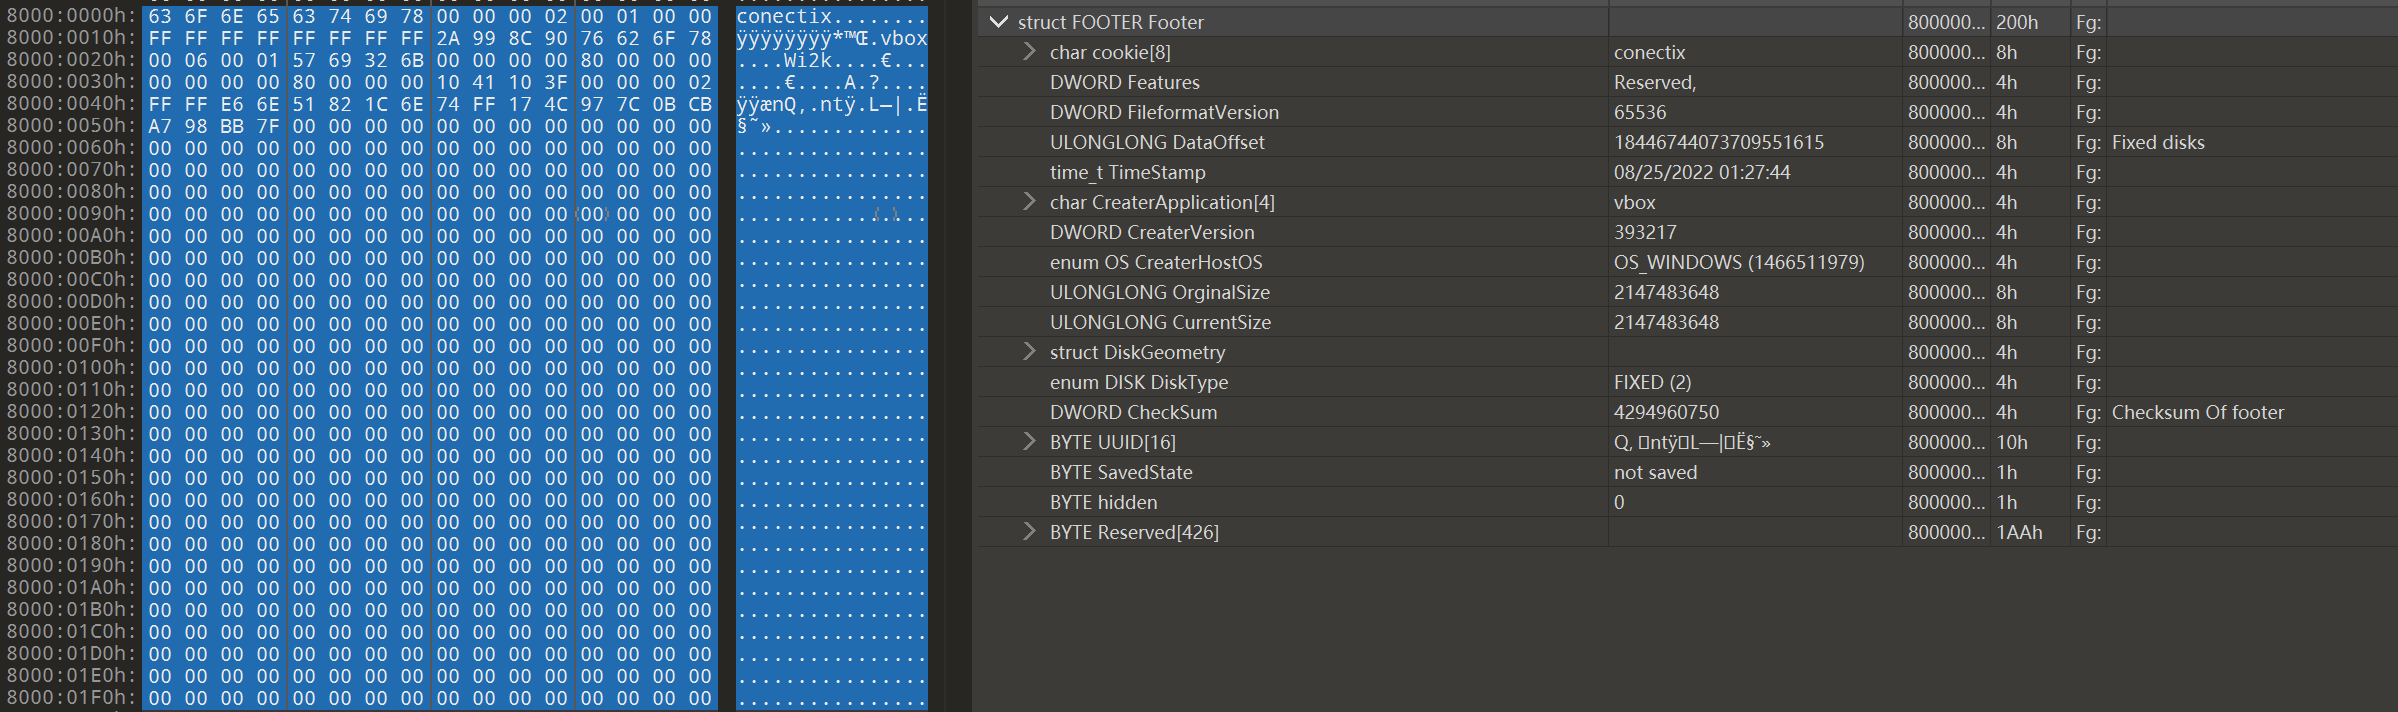 8000:0000h: 63 6F 6E 65 63 74 69 78 00 00 00 02 00 01 00 00 conectix........
8000:0010h: FF FF FF FF FF FF FF FF 2A 99 8C 90 76 62 6F 78 ÿÿÿÿÿÿÿÿ*™Œ.vbox
8000:0020h: 00 06 00 01 57 69 32 6B 00 00 00 00 80 00 00 00 ....Wi2k....€...
8000:0030h: 00 00 00 00 80 00 00 00 10 41 10 3F 00 00 00 02 ....€....A.?....
8000:0040h: FF FF E6 6E 51 82 1C 6E 74 FF 17 4C 97 7C 0B CB ÿÿænQ‚.ntÿ.L—|.Ë
8000:0050h: A7 98 BB 7F 00 00 00 00 00 00 00 00 00 00 00 00 §˜».............
8000:0060h: 00 00 00 00 00 00 00 00 00 00 00 00 00 00 00 00 ................
8000:0070h: 00 00 00 00 00 00 00 00 00 00 00 00 00 00 00 00 ................
8000:0080h: 00 00 00 00 00 00 00 00 00 00 00 00 00 00 00 00 ................
8000:0090h: 00 00 00 00 00 00 00 00 00 00 00 00 00 00 00 00 ................
8000:00A0h: 00 00 00 00 00 00 00 00 00 00 00 00 00 00 00 00 ................
8000:00B0h: 00 00 00 00 00 00 00 00 00 00 00 00 00 00 00 00 ................
8000:00C0h: 00 00 00 00 00 00 00 00 00 00 00 00 00 00 00 00 ................
8000:00D0h: 00 00 00 00 00 00 00 00 00 00 00 00 00 00 00 00 ................
8000:00E0h: 00 00 00 00 00 00 00 00 00 00 00 00 00 00 00 00 ................
8000:00F0h: 00 00 00 00 00 00 00 00 00 00 00 00 00 00 00 00 ................
8000:0100h: 00 00 00 00 00 00 00 00 00 00 00 00 00 00 00 00 ................
8000:0110h: 00 00 00 00 00 00 00 00 00 00 00 00 00 00 00 00 ................
8000:0120h: 00 00 00 00 00 00 00 00 00 00 00 00 00 00 00 00 ................
8000:0130h: 00 00 00 00 00 00 00 00 00 00 00 00 00 00 00 00 ................
8000:0140h: 00 00 00 00 00 00 00 00 00 00 00 00 00 00 00 00 ................
8000:0150h: 00 00 00 00 00 00 00 00 00 00 00 00 00 00 00 00 ................
8000:0160h: 00 00 00 00 00 00 00 00 00 00 00 00 00 00 00 00 ................
8000:0170h: 00 00 00 00 00 00 00 00 00 00 00 00 00 00 00 00 ................
8000:0180h: 00 00 00 00 00 00 00 00 00 00 00 00 00 00 00 00 ................
8000:0190h: 00 00 00 00 00 00 00 00 00 00 00 00 00 00 00 00 ................
8000:01A0h: 00 00 00 00 00 00 00 00 00 00 00 00 00 00 00 00 ................
8000:01B0h: 00 00 00 00 00 00 00 00 00 00 00 00 00 00 00 00 ................
8000:01C0h: 00 00 00 00 00 00 00 00 00 00 00 00 00 00 00 00 ................
8000:01D0h: 00 00 00 00 00 00 00 00 00 00 00 00 00 00 00 00 ................
8000:01E0h: 00 00 00 00 00 00 00 00 00 00 00 00 00 00 00 00 ................
8000:01F0h: 00 00 00 00 00 00 00 00 00 00 00 00 00 00 00 00 ................
struct FOOTER Footer 800000... 200h Fg:
char cookie[8] conectix 800000... 8h Fg:
DWORD Features Reserved, 800000... 4h Fg:
DWORD FileformatVersion 65536 800000... 4h Fg:
ULONGLONG DataOffset 18446744073709551615 800000... 8h Fg: Fixed disks
time_t TimeStamp 08/25/2022 01:27:44 800000... 4h Fg:
char CreaterApplication[4] vbox 800000... 4h Fg:
DWORD CreaterVersion 393217 800000... 4h Fg:
enum OS CreaterHostOS OS_WINDOWS (1466511979) 800000... 4h Fg:
ULONGLONG OrginalSize 2147483648 800000... 8h Fg:
ULONGLONG CurrentSize 2147483648 800000... 8h Fg:
struct DiskGeometry 800000... 4h Fg:
enum DISK DiskType FIXED (2) 800000... 4h Fg:
DWORD CheckSum 4294960750 800000... 4h Fg: Checksum Of footer
BYTE UUID[16] Q‚▯ntÿ▯L—|▯Ë§˜» 800000... 10h Fg:
BYTE SavedState not saved 800000... 1h Fg:
BYTE hidden 0 800000... 1h Fg:
BYTE Reserved[426] 800000... 1AAh Fg: